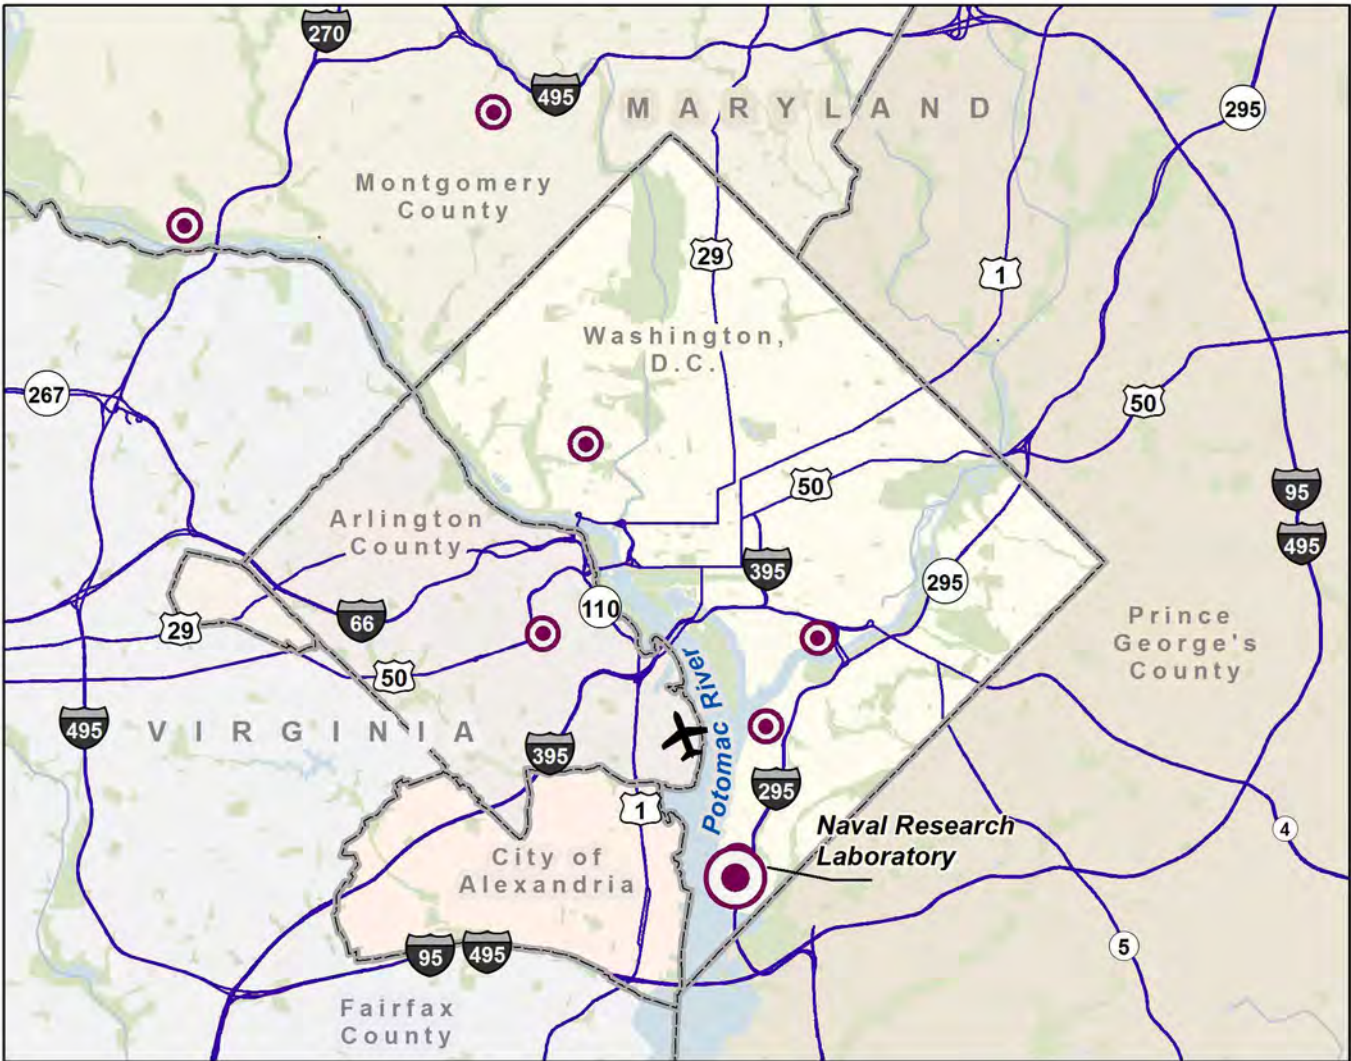 270
495
MARYLAND
295
Montgomery
County
29
1
Washington,
D.C.
267
50
50
95
495
Arlington
County
395
295
110
66
29
50
Prince
George's
County
495
VIRGINIA
395
Potomac River
295
1
Naval Research
Laboratory
4
City of
Alexandria
95
495
5
Fairfax
County